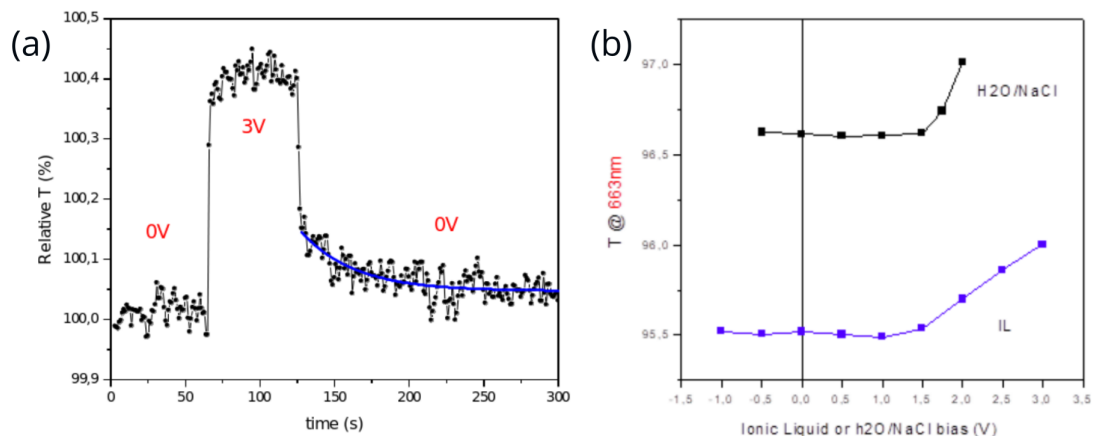 (a)
100,5
100,4
100,3
100,2
100,1
100,0
99,9
Relative T (%)
3V
0V
0V
0
50
100
150
200
250
300
time (s)
(b)
97,0
96,5
96,0
95,5
T @ 663nm
H2O/NaCl
IL
-1,5
-1,0
-0,5
0,0
0,5
1,0
1,5
2,0
2,5
3,0
3,5
Ionic Liquid or h2O/NaCl bias (V)